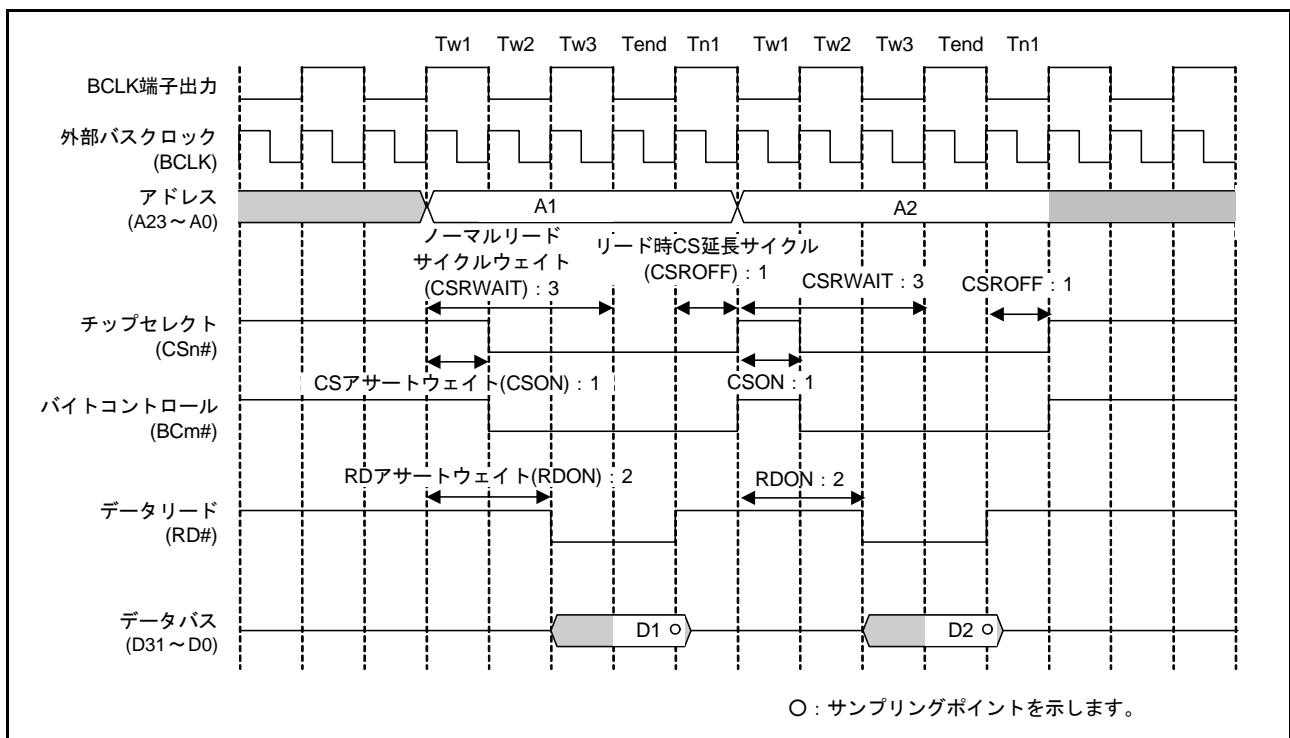 Tw1 Tw2 Tw3 Tend Tn1 Tw1 Tw2 Tw3 Tend Tn1
BCLK端子出力
外部バスクロック
(BCLK)
アドレス
(A23～A0)
A1
A2
ノーマルリード
サイクルウェイト
(CSRWAIT)：3
リード時CS延長サイクル
(CSROFF)：1
CSRWAIT：3
CSROFF：1
チップセレクト
(CSn#)
CSアサートウェイト(CSON)：1
CSON：1
バイトコントロール
(BCm#)
RDアサートウェイト(RDON)：2
RDON：2
データリード
(RD#)
データバス
(D31～D0)
D1
D2
○：サンプリングポイントを示します。